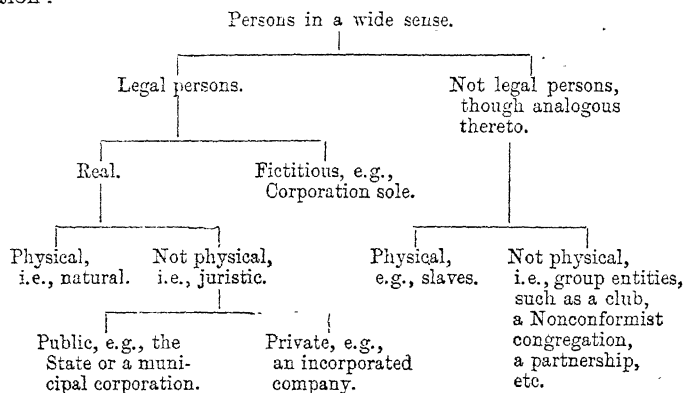 Persons in a wide sense.
Legal persons.
Not legal persons,
though analogous
thereto.
Real.
Fictitious, e.g.,
Corporation sole.
Physical,
i.e., natural.
Not physical,
i.e., juristic.
Physical,
e.g., slaves.
Not physical,
i.e., group entities,
such as a club,
a Nonconformist
congregation,
a partnership,
etc.
Public, e.g., the
State or a muni-
cipal corporation.
Private, e.g.,
an incorporated
company.